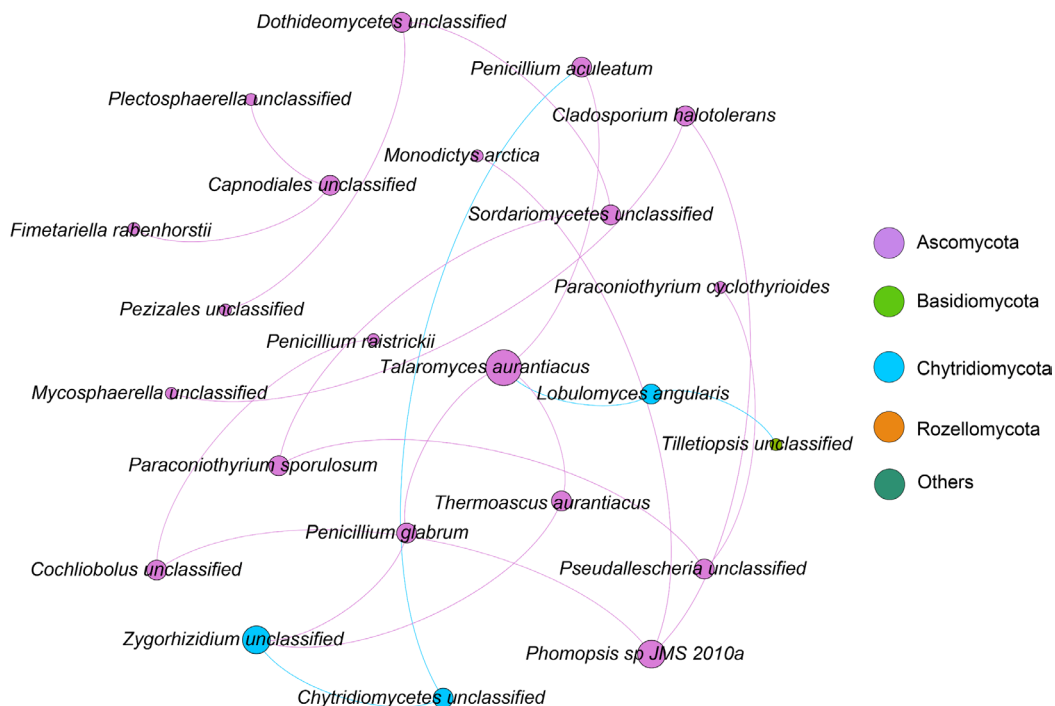 Dothideomycetes unclassified
Penicillium aculeatum
Plectosphaerella unclassified
Cladosporium halotolerans
Monodictys arctica
Capnodiales unclassified
Sordariomycetes unclassified
Fimetariella rabenhorstii
Ascomycota
Paraconiothyrium cyclothyrioides
Basidiomycota
Pezizales unclassified
Penicillium raistrickii
Talaromyces aurantiacus
Chytridiomycota
Mycosphaerella unclassified
Lobulomyces angularis
Rozellomycota
Tilletiopsis unclassified
Paraconiothyrium sporulosum
Others
Thermoascus aurantiacus
Penicillium glabrum
Cochliobolus unclassified
Pseudallescheria unclassified
Zygorhizidium unclassified
Phomopsis sp JMS 2010a
Chytridiomycetes unclassified